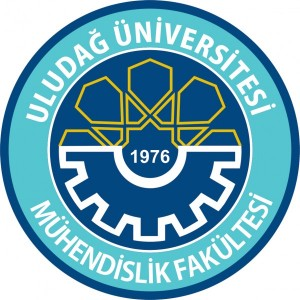 ULUDAĞ ÜNİVERSİTESİ
1976
MÜHENDİSLİK FAKÜLTESİ